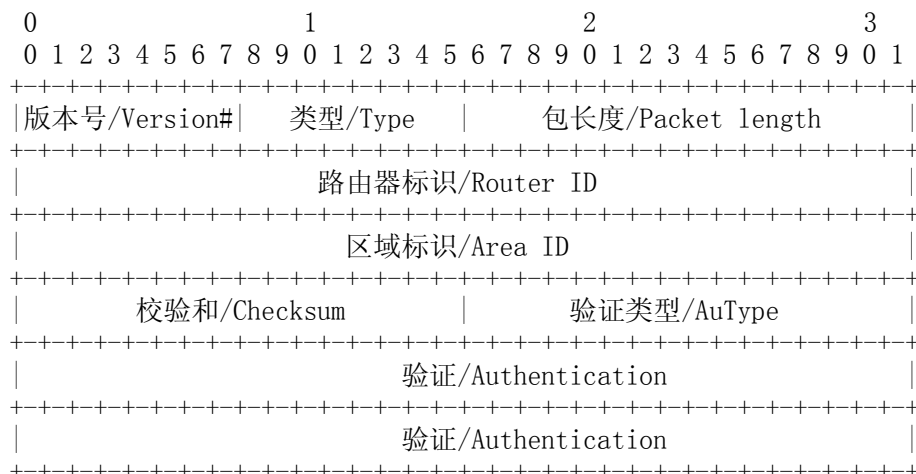 0                   1                   2                   3
0 1 2 3 4 5 6 7 8 9 0 1 2 3 4 5 6 7 8 9 0 1 2 3 4 5 6 7 8 9 0 1
+-+-+-+-+-+-+-+-+-+-+-+-+-+-+-+-+-+-+-+-+-+-+-+-+-+-+-+-+-+-+-+-+
|版本号/Version#|   类型/Type   |     包长度/Packet length     |
+-+-+-+-+-+-+-+-+-+-+-+-+-+-+-+-+-+-+-+-+-+-+-+-+-+-+-+-+-+-+-+-+
|                     路由器标识/Router ID                      |
+-+-+-+-+-+-+-+-+-+-+-+-+-+-+-+-+-+-+-+-+-+-+-+-+-+-+-+-+-+-+-+-+
|                       区域标识/Area ID                        |
+-+-+-+-+-+-+-+-+-+-+-+-+-+-+-+-+-+-+-+-+-+-+-+-+-+-+-+-+-+-+-+-+
|        校验和/Checksum        |       验证类型/AuType         |
+-+-+-+-+-+-+-+-+-+-+-+-+-+-+-+-+-+-+-+-+-+-+-+-+-+-+-+-+-+-+-+-+
|                           验证/Authentication                 |
+-+-+-+-+-+-+-+-+-+-+-+-+-+-+-+-+-+-+-+-+-+-+-+-+-+-+-+-+-+-+-+-+
|                           验证/Authentication                 |
+-+-+-+-+-+-+-+-+-+-+-+-+-+-+-+-+-+-+-+-+-+-+-+-+-+-+-+-+-+-+-+-+